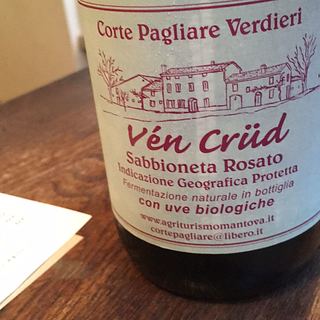 Corte Pagliare Verdieri
Vén Crüd
Sabbioneta Rosato
Indicazione Geografica Protetta
Fermentazione naturale in bottiglia
con uve biologiche
www.agriturismomantova.it
cortepagliare@libero.it